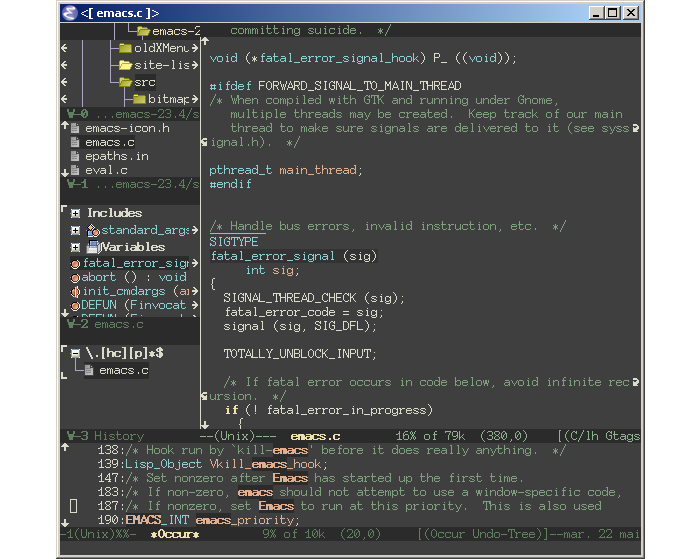 <[ emacs.c ]>
emacs-2
oldXMenu
site-lis
src
bitmap
W-0 ...emacs-23.4/s
emacs-icon.h
emacs.c
epaths.in
eval.c
W-1 ...emacs-23.4/s
Includes
standard_args
Variables
fatal_error_sign
abort () : void
init_cmdargs (ar
DEFUN (Finvocat
DEFUN (Finvocat
W-2 emacs.c
\.[hc][p]*$
emacs.c
W-3 History
committing suicide.  */
void (*fatal_error_signal_hook) P_ ((void));
#ifdef FORWARD_SIGNAL_TO_MAIN_THREAD
/* When compiled with GTK and running under Gnome,
multiple threads may be created.  Keep track of our main
thread to make sure signals are delivered to it (see syss
ignal.h).  */
pthread_t main_thread;
#endif
/* Handle bus errors, invalid instruction, etc.  */
SIGTYPE
fatal_error_signal (sig)
int sig;
{
SIGNAL_THREAD_CHECK (sig);
fatal_error_code = sig;
signal (sig, SIG_DFL);
TOTALLY_UNBLOCK_INPUT;
/* If fatal error occurs in code below, avoid infinite rec
ursion.  */
if (! fatal_error_in_progress)
{
--(Unix)---  emacs.c        16% of 79k  (380,0)    [(C/lh Gtags
138:/* Hook run by `kill-emacs' before it does really anything.  */
139:Lisp_Object Vkill_emacs_hook;
147:/* Set nonzero after Emacs has started up the first time.
183:/* If non-zero, emacs should not attempt to use a window-specific code,
187:/* If nonzero, set Emacs to run at this priority.  This is also used
190:EMACS_INT emacs_priority;
-1(Unix)%%-  *Occur*         9% of 10k  (20,0)     [(Occur Undo-Tree)]--mar. 22 mai